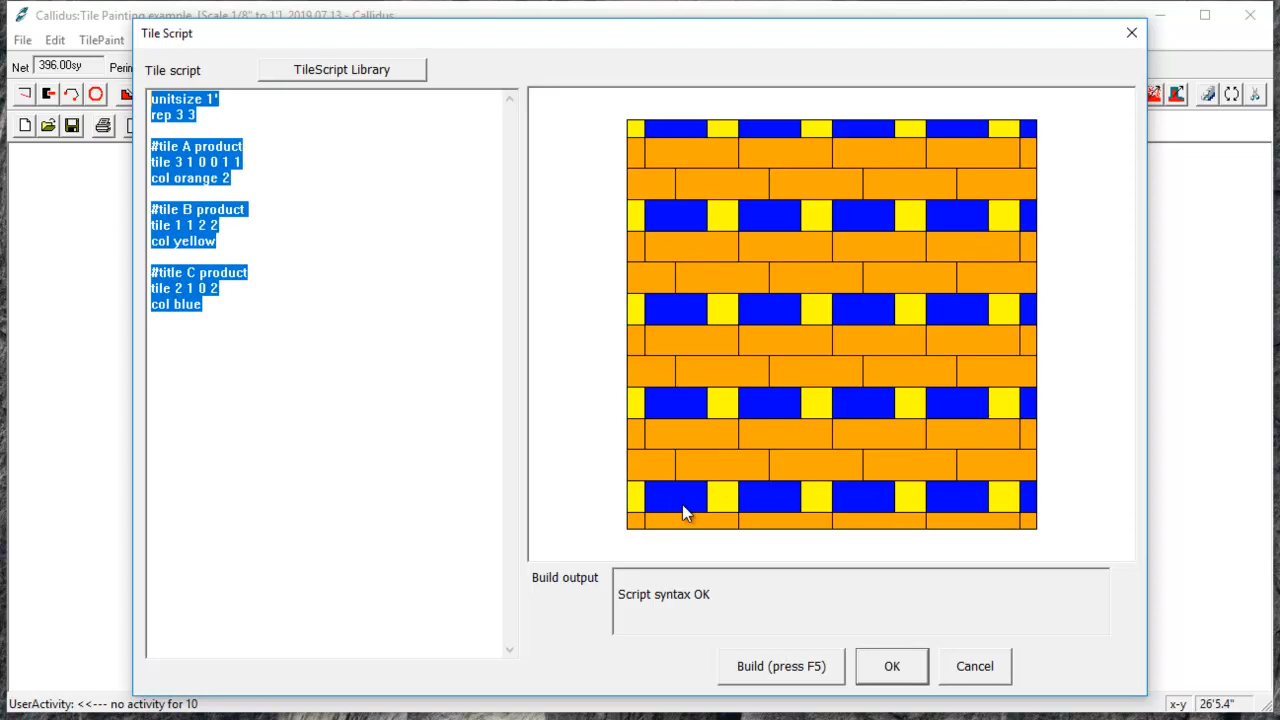 Callidus:Tile Painting example, [Scale 1/8" to 1'], 2019.07.13 - Callidus
Tile Script
File Edit TilePaint
Net 396.00sy
Tile script
TileScript Library
unitsize 1'
rep 3 3
#tile A product
tile 3 1 0 0 1 1
col orange 2
#tile B product
tile 1 1 2 2
col yellow
#title C product
tile 2 1 0 2
col blue
Build output
Script syntax OK
Build (press F5)
OK
Cancel
UserActivity: <<--- no activity for 10
x-y
26'5.4"